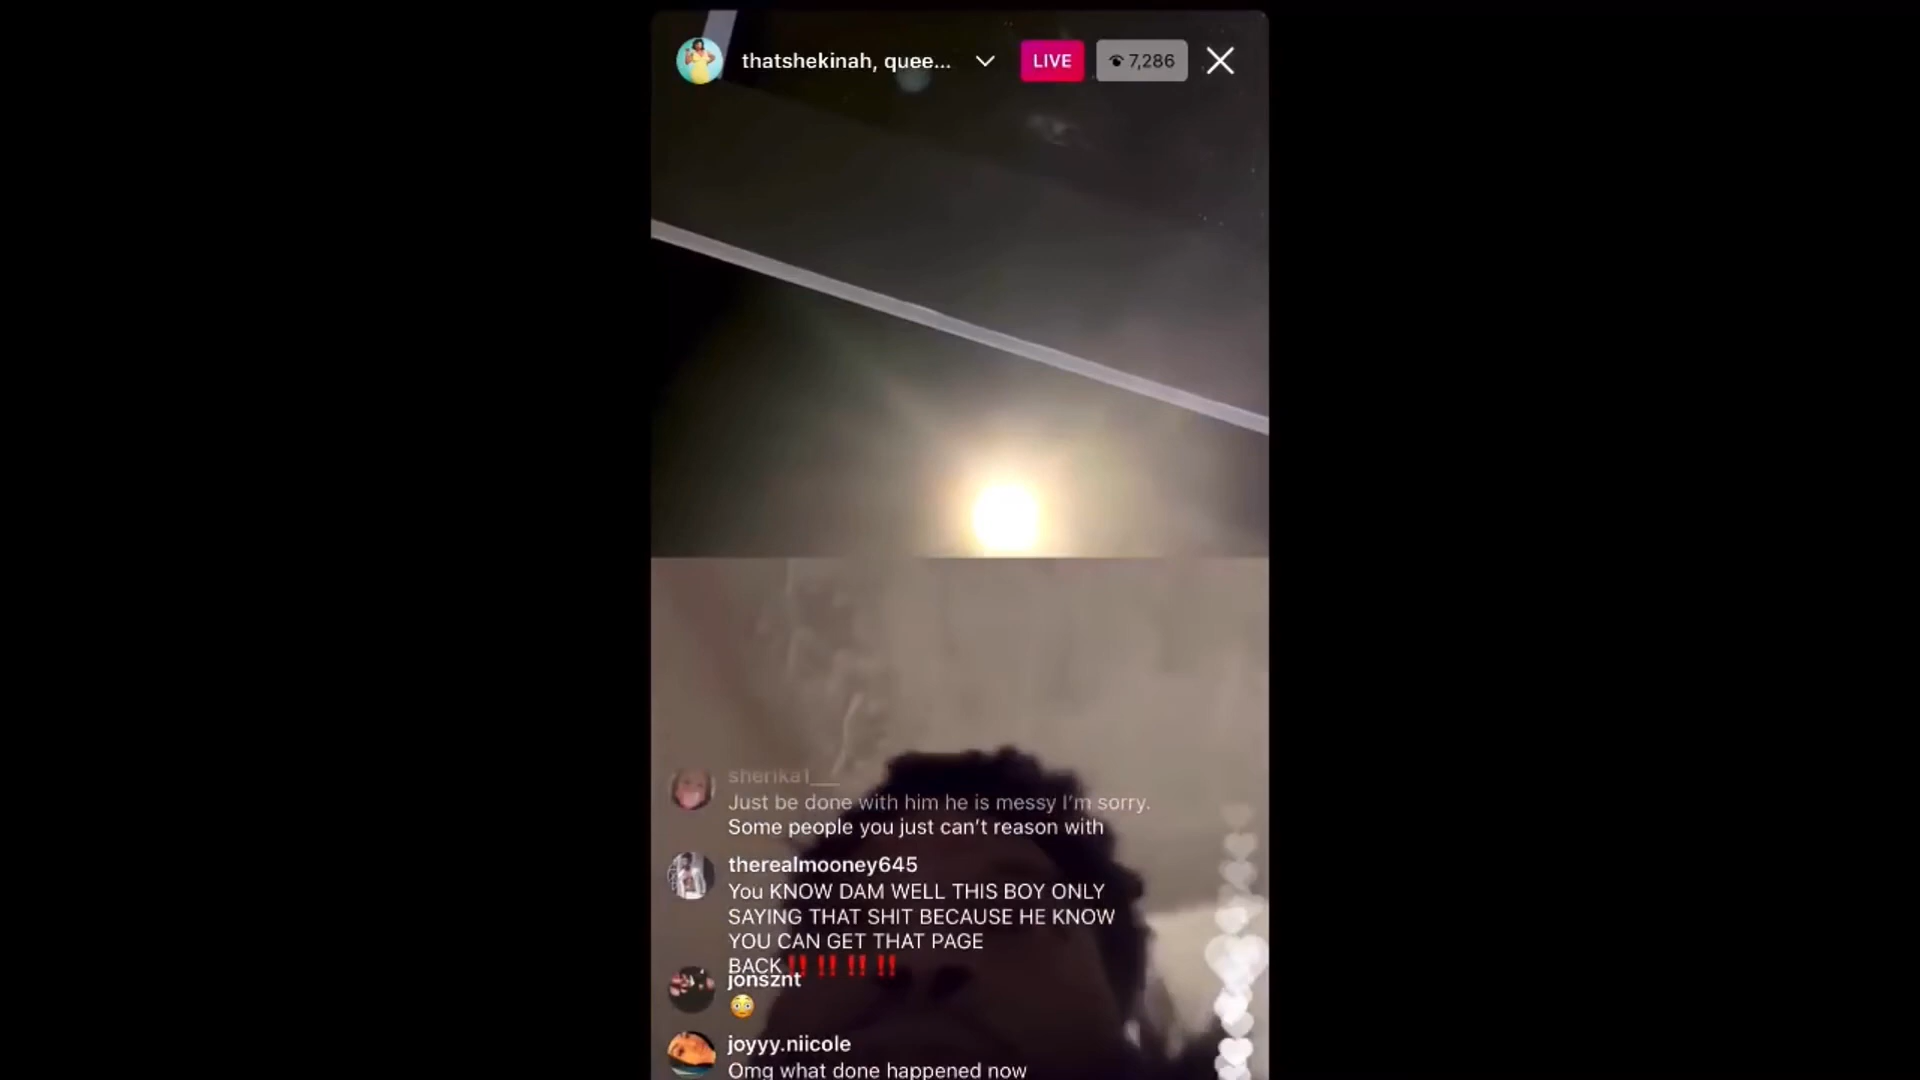 thatshekinah, quee...
LIVE
7,286
sherika1___
Just be done with him he is messy I'm sorry.
Some people you just can't reason with
therealmooney645
You KNOW DAM WELL THIS BOY ONLY
SAYING THAT SHIT BECAUSE HE KNOW
YOU CAN GET THAT PAGE
BACK‼️‼️‼️‼️
jonsznt
😳
joyyy.niicole
Omg what done happened now